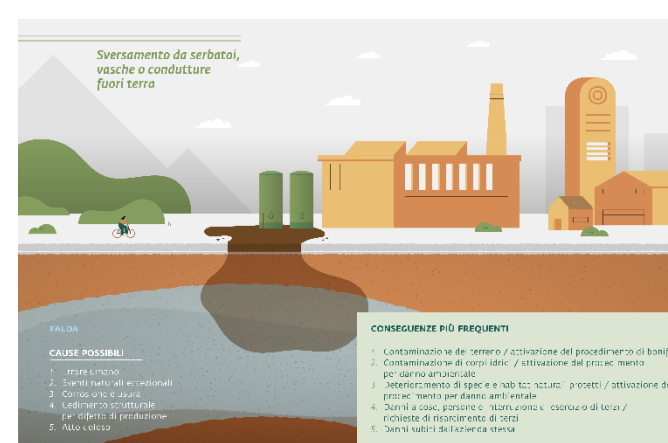 Sversamento da serbatoi,
vasche o condutture
fuori terra
FALDA
CAUSE POSSIBILI
1. Errore umano
2. Eventi naturali eccezionali
3. Corrosione e usura
4. Cedimento strutturale
per difetto di produzione
5. Atto doloso
CONSEGUENZE PIÙ FREQUENTI
1. Contaminazione del terreno / attivazione del procedimento di
2. Contaminazione di corpi idrici / attivazione del procedimento
per danno ambientale
3. Deterioramento di specie e habitat naturali protetti / attivazione
procedimento per danno ambientale
4. Danni a cose, persone e interruzione di esercizio di terzi /
richieste di risarcimento di terzi
5. Danni subiti dall'azienda stessa